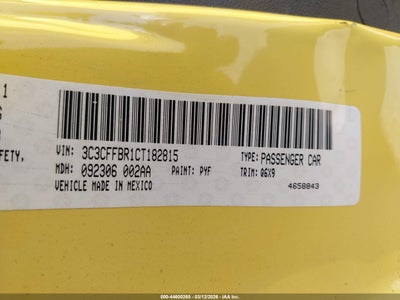 1
G
FETY,
VIN: 3C3CFFBR1CT182815 TYPE: PASSENGER CAR
MDH: 092306 002AA PAINT: PYF TRIM: Q6X9
VEHICLE MADE IN MEXICO 4658843
000-44600265 - 03/12/2026 - IAA, Inc.